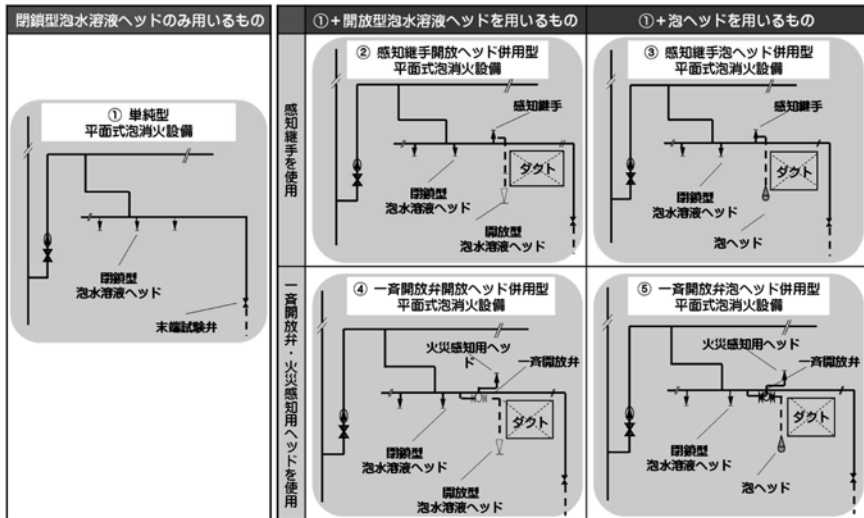 閉鎖型泡水溶液ヘッドのみ用いるもの
① 単純型
平面式泡消火設備
閉鎖型
泡水溶液ヘッド
末端試験弁
①+開放型泡水溶液ヘッドを用いるもの
①+泡ヘッドを用いるもの
感知継手を使用
② 感知継手開放ヘッド併用型
平面式泡消火設備
感知継手
ダクト
閉鎖型
泡水溶液ヘッド
開放型
泡水溶液ヘッド
③ 感知継手泡ヘッド併用型
平面式泡消火設備
感知継手
ダクト
閉鎖型
泡水溶液ヘッド
泡ヘッド
一斉開放弁・火災感知用ヘッドを使用
④ 一斉開放弁開放ヘッド併用型
平面式泡消火設備
火災感知用ヘッ
ド
一斉開放弁
ダクト
閉鎖型
泡水溶液ヘッド
開放型
泡水溶液ヘッド
⑤ 一斉開放弁泡ヘッド併用型
平面式泡消火設備
火災感知用ヘッド
一斉開放弁
ダクト
閉鎖型
泡水溶液ヘッド
泡ヘッド